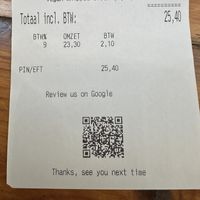 Totaal incl. BTW: 25,40
BTW% OMZET BTW
9 23,30 2,10
PIN/EFT 25,40
Review us on Google
Thanks, see you next time